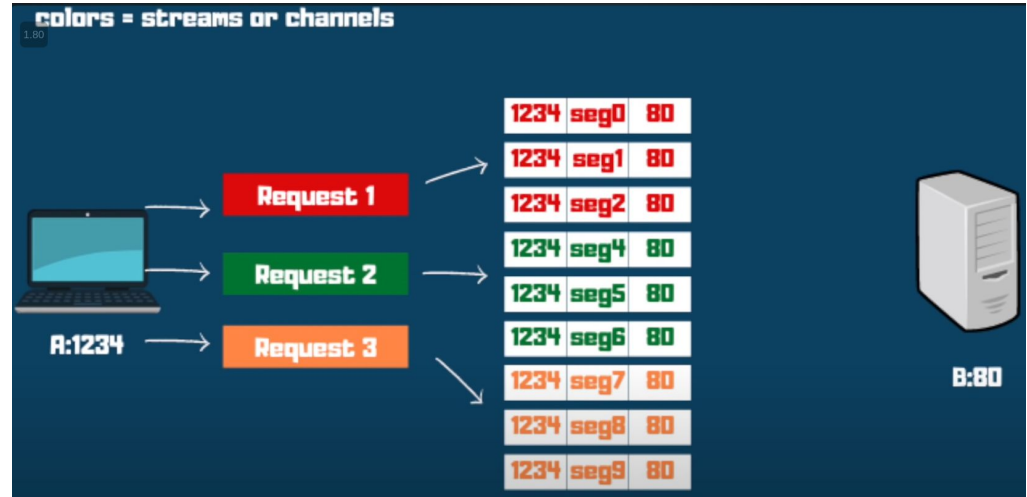 colors = streams or channels
1.80
1234 seg0 80
1234 seg1 80
Request 1
1234 seg2 80
1234 seg4 80
Request 2
1234 seg5 80
A:1234
Request 3
1234 seg6 80
1234 seg7 80
B:80
1234 seg8 80
1234 seg9 80